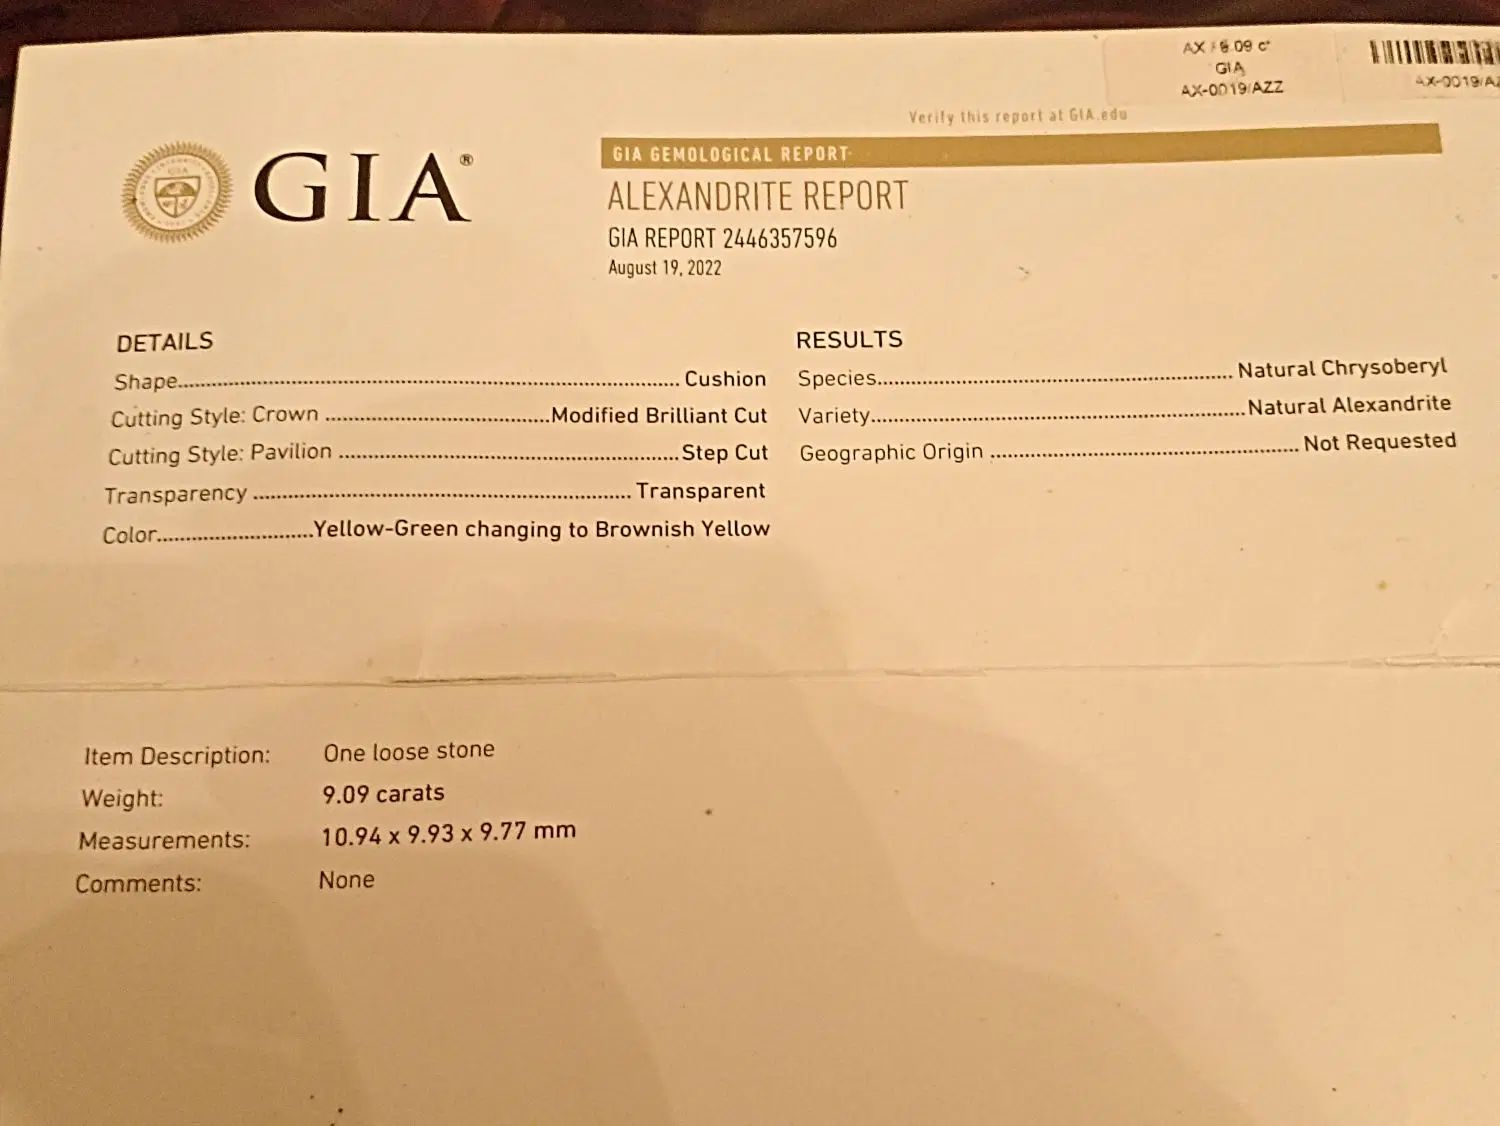 AX 9.09 ct
GIA
AX-0019/AZZ
AX-0019/AZ
Verify this report at GIA.edu
GIA®
GIA GEMOLOGICAL REPORT
ALEXANDRITE REPORT
GIA REPORT 2446357596
August 19, 2022
DETAILS
Shape.......... Cushion
Cutting Style: Crown ..........Modified Brilliant Cut
Cutting Style: Pavilion ..........Step Cut
Transparency .......... Transparent
Color..........Yellow-Green changing to Brownish Yellow
RESULTS
Species.......... Natural Chrysoberyl
Variety..........Natural Alexandrite
Geographic Origin .......... Not Requested
Item Description: One loose stone
Weight: 9.09 carats
Measurements: 10.94 x 9.93 x 9.77 mm
Comments: None